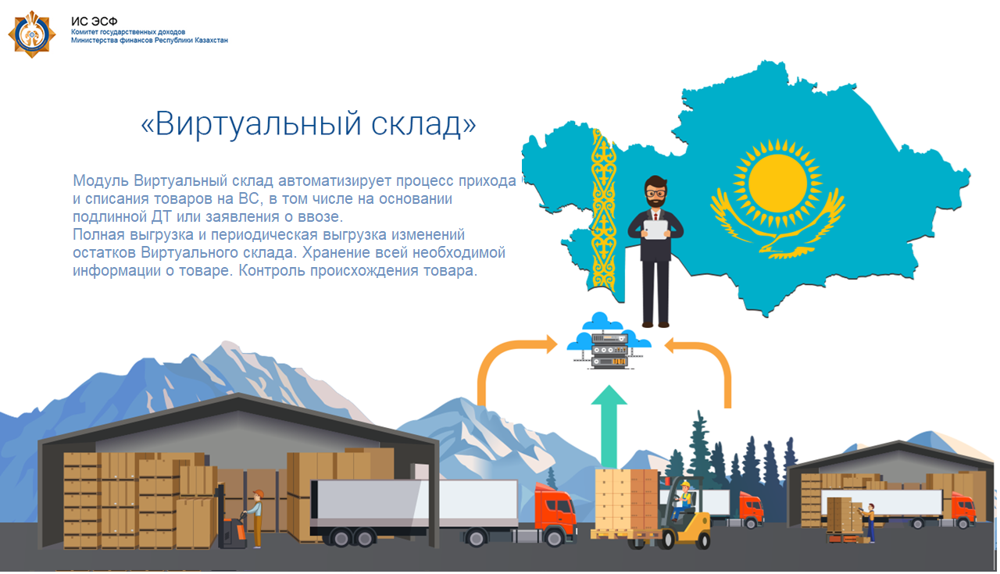 ИС ЭСФ
Комитет государственных доходов
Министерства финансов Республики Казахстан
«Виртуальный склад»
Модуль Виртуальный склад автоматизирует процесс прихода
и списания товаров на ВС, в том числе на основании
подлинной ДТ или заявления о ввозе.
Полная выгрузка и периодическая выгрузка изменений
остатков Виртуального склада. Хранение всей необходимой
информации о товаре. Контроль происхождения товара.